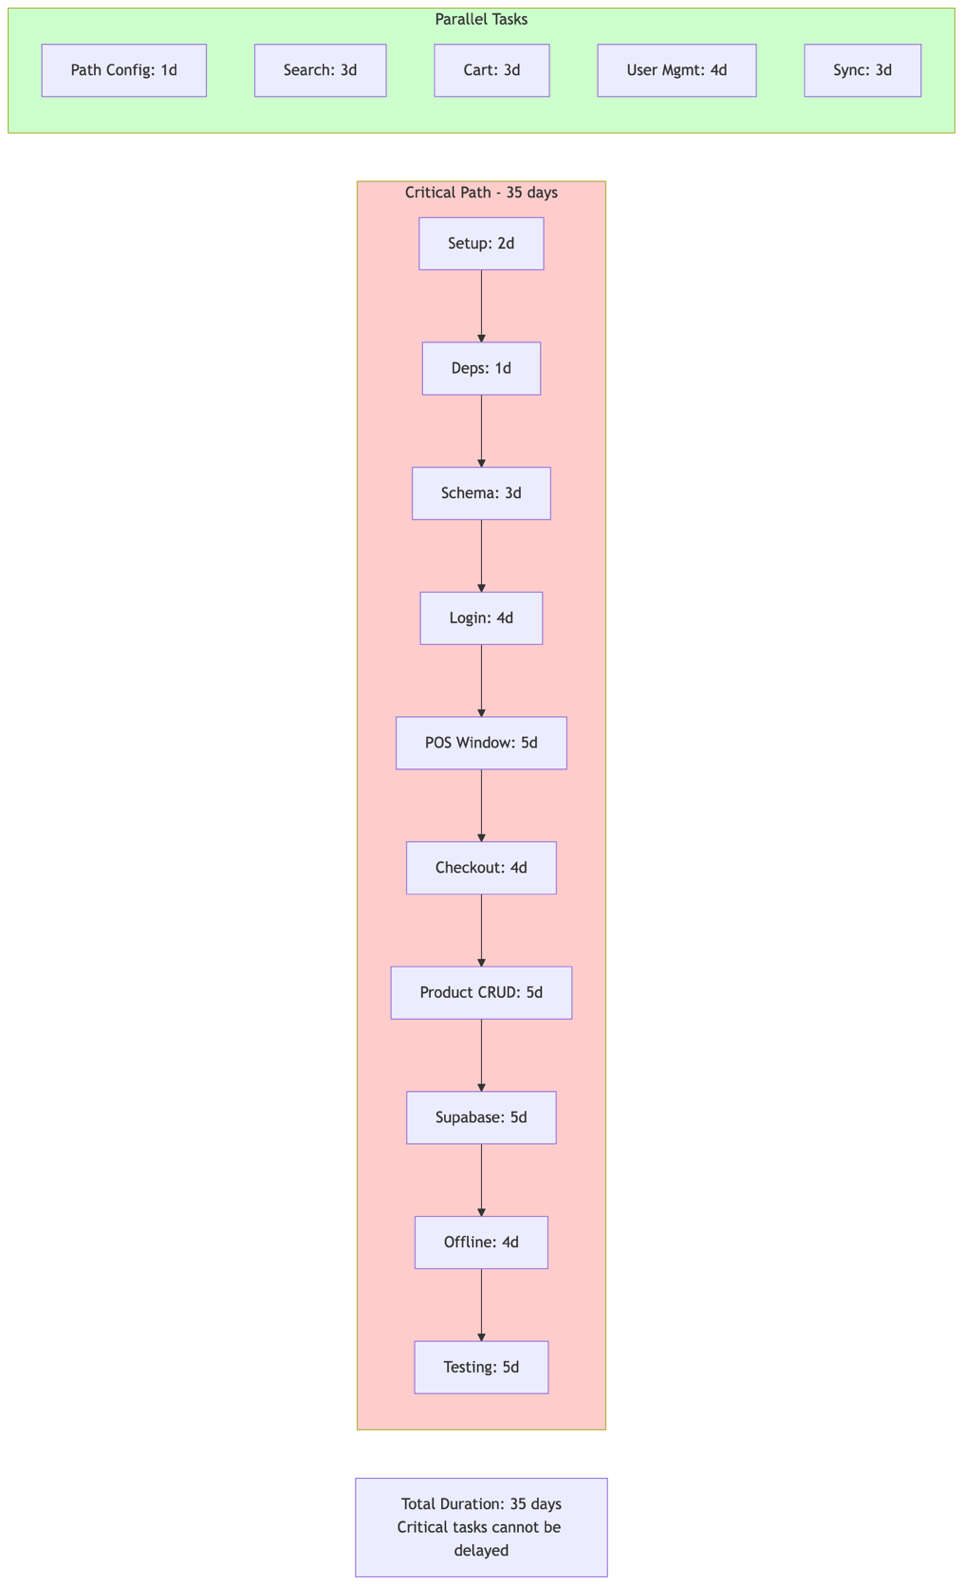 Parallel Tasks
Path Config: 1d
Search: 3d
Cart: 3d
User Mgmt: 4d
Sync: 3d
Critical Path - 35 days
Setup: 2d
Deps: 1d
Schema: 3d
Login: 4d
POS Window: 5d
Checkout: 4d
Product CRUD: 5d
Supabase: 5d
Offline: 4d
Testing: 5d
Total Duration: 35 days
Critical tasks cannot be
delayed